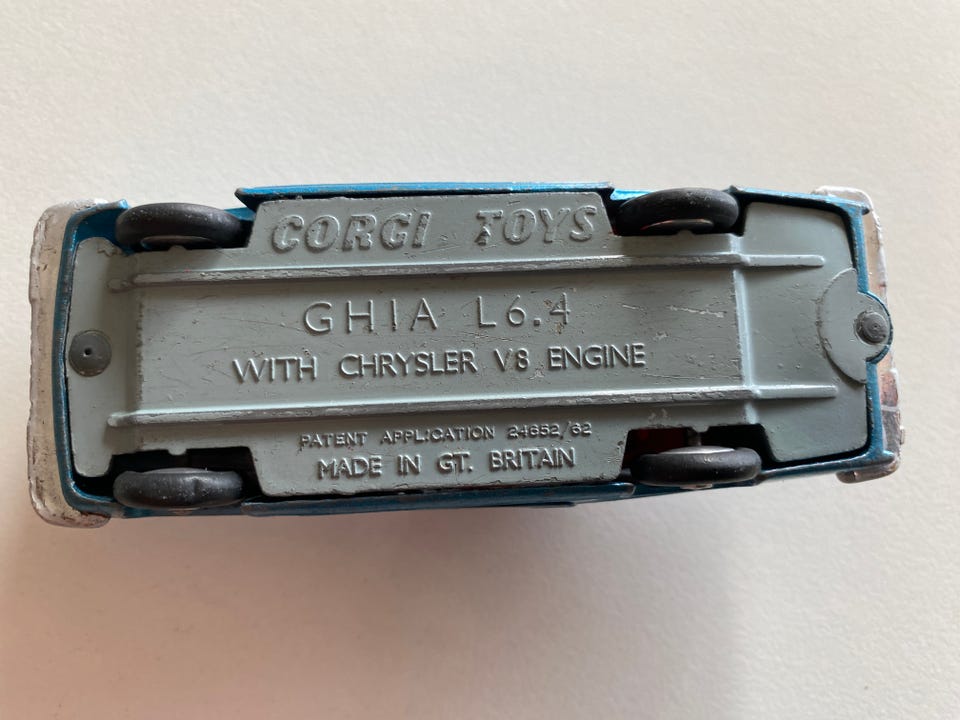 CORGI TOYS
GHIA L6.4
WITH CHRYSLER V8 ENGINE
PATENT APPLICATION 24652/62
MADE IN GT. BRITAIN